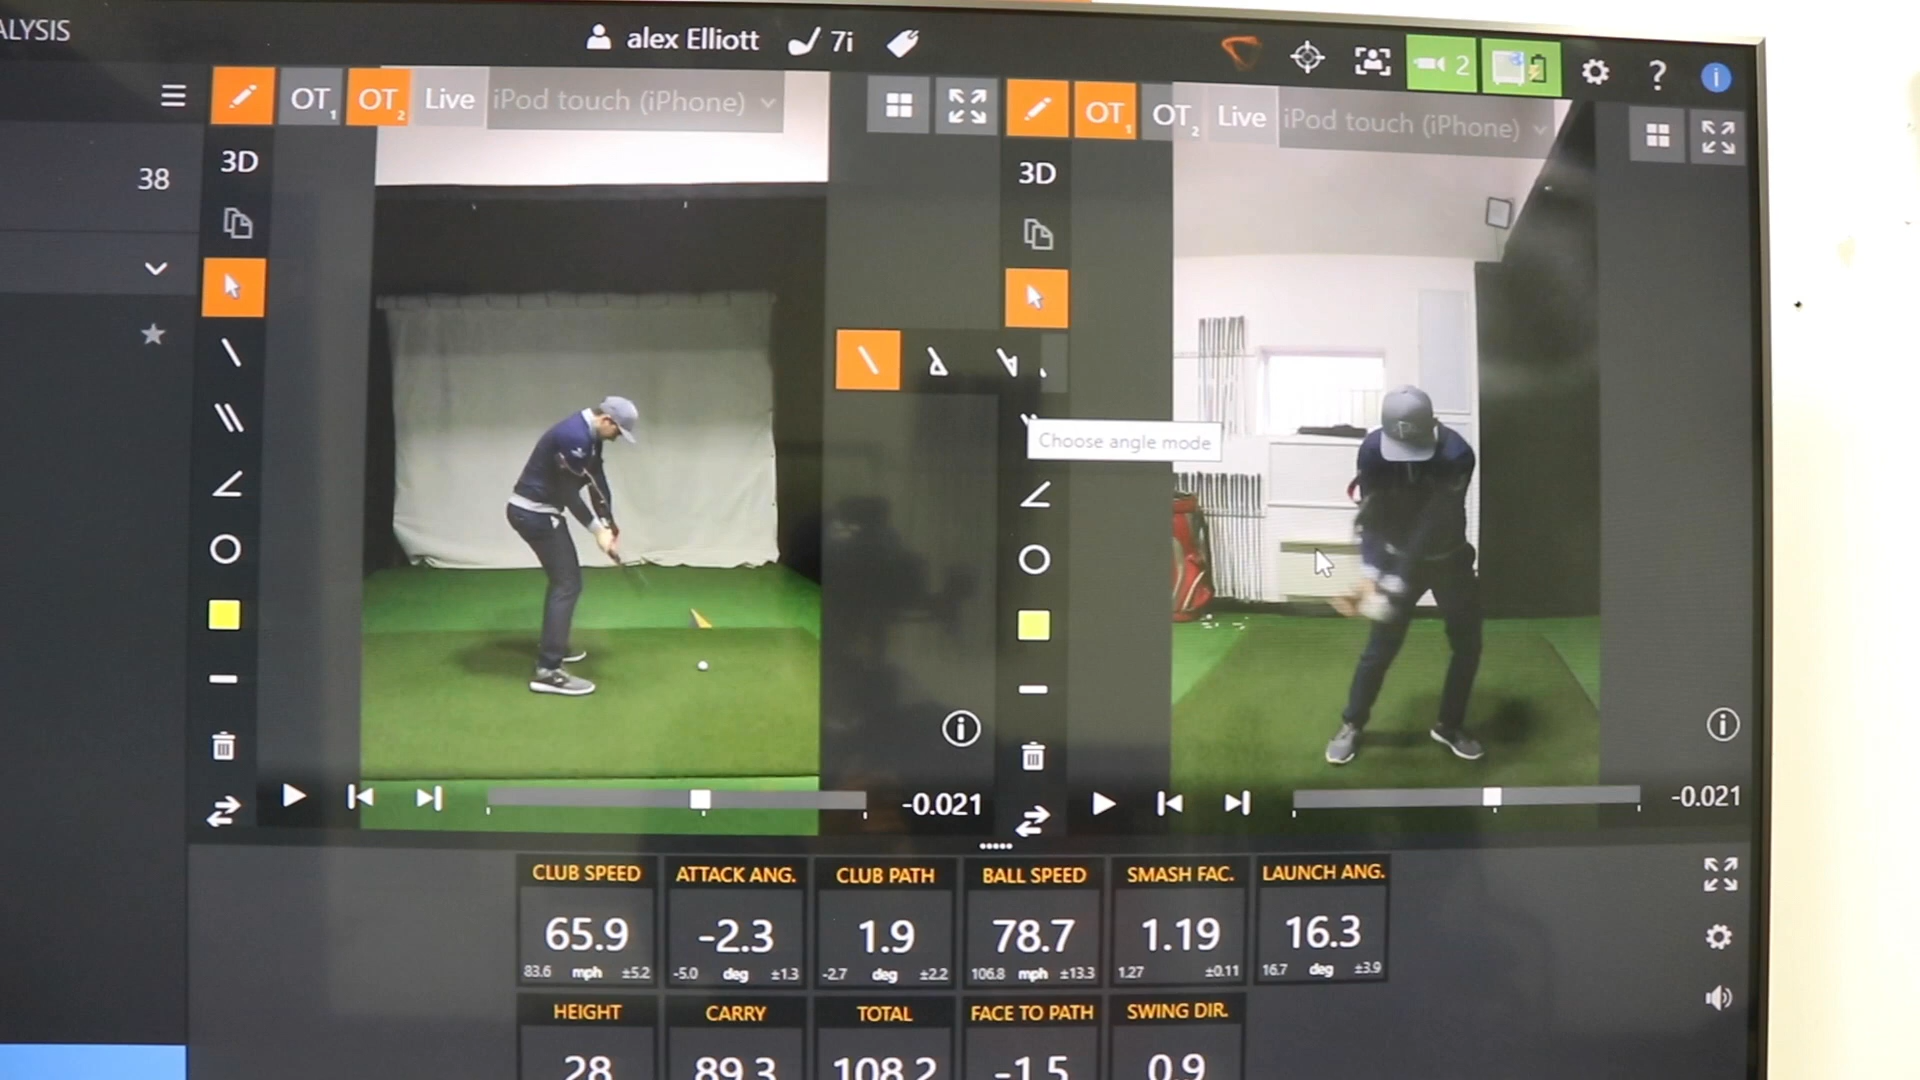 ALYSIS
alex Elliott
7i
2
?
i
OT1
OT2
Live
iPod touch (iPhone)
OT1
OT2
Live
iPod touch (iPhone)
38
3D
3D
Choose angle mode
i
i
-0.021
-0.021
CLUB SPEED
65.9
83.6 mph ±5.2
ATTACK ANG.
-2.3
-5.0 deg ±1.3
CLUB PATH
1.9
-2.7 deg ±2.2
BALL SPEED
78.7
106.8 mph ±13.3
SMASH FAC.
1.19
1.27 ±0.11
LAUNCH ANG.
16.3
16.7 deg ±3.9
HEIGHT
28
CARRY
89.3
TOTAL
108.2
FACE TO PATH
-1.5
SWING DIR.
0.9